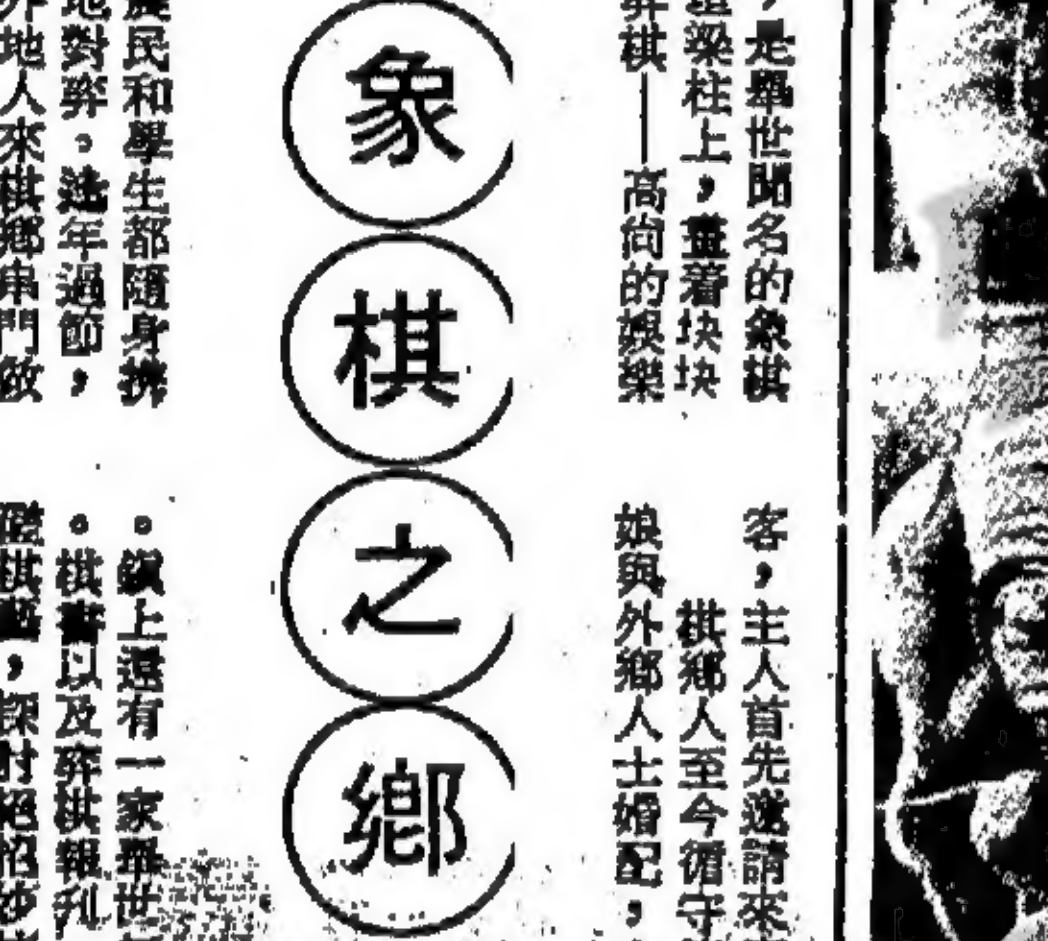 ，是舉世聞名的象棋
梁柱上，畫着块块
弈棋——高尚的娛樂
客，主人首先邀請來
棋鄉人至今循守
娘與外鄉人士婚配，
象棋之鄉
農民和學生都隨身携
地對弈。逢年過節，
外地人來棋鄉串門做
。鎮上還有一家舉世
。棋書以及弈棋報刊
棋藝，探討